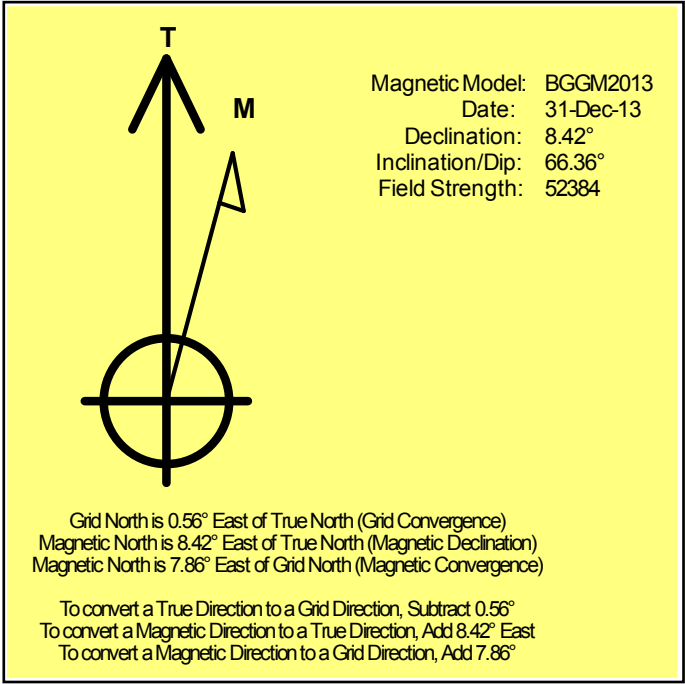 T
M
Magnetic Model: BGGM2013
Date: 31-Dec-13
Declination: 8.42°
Inclination/Dip: 66.36°
Field Strength: 52384
Grid North is 0.56° East of True North (Grid Convergence)
Magnetic North is 8.42° East of True North (Magnetic Declination)
Magnetic North is 7.86° East of Grid North (Magnetic Convergence)
To convert a True Direction to a Grid Direction, Subtract 0.56°
To convert a Magnetic Direction to a True Direction, Add 8.42° East
To convert a Magnetic Direction to a Grid Direction, Add 7.86°